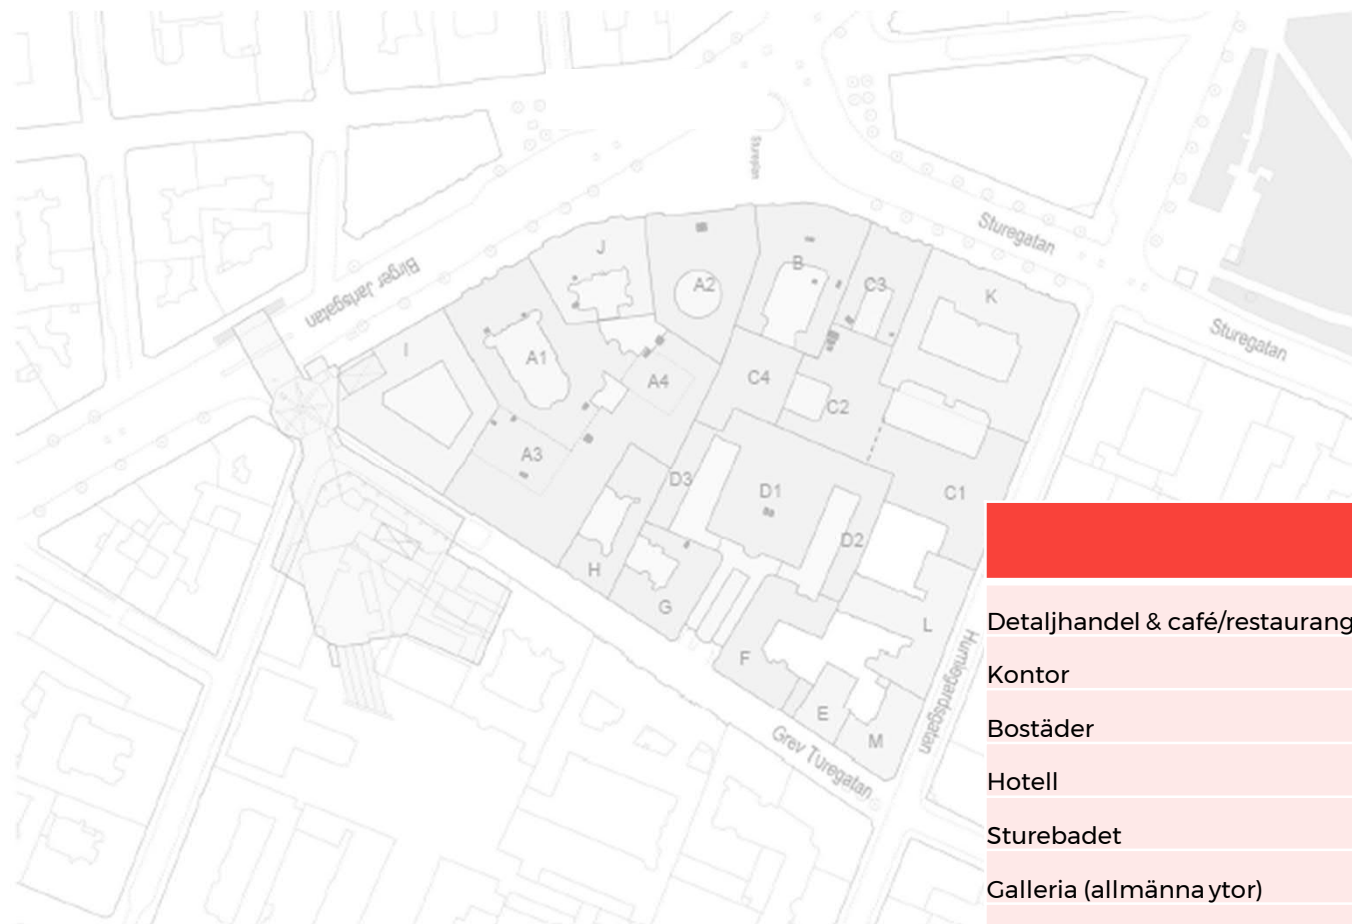 Stureplan
Sturegatan
Birger Jarlsgatan
J
A2
B
C3
K
Sturegatan
I
A1
A4
C4
C2
A3
D3
D1
C1
D2
H
G
L
F
E
M
Humlegårdsgatan
Grev Turegatan
Detaljhandel & café/restaurang
Kontor
Bostäder
Hotell
Sturebadet
Galleria (allmänna ytor)